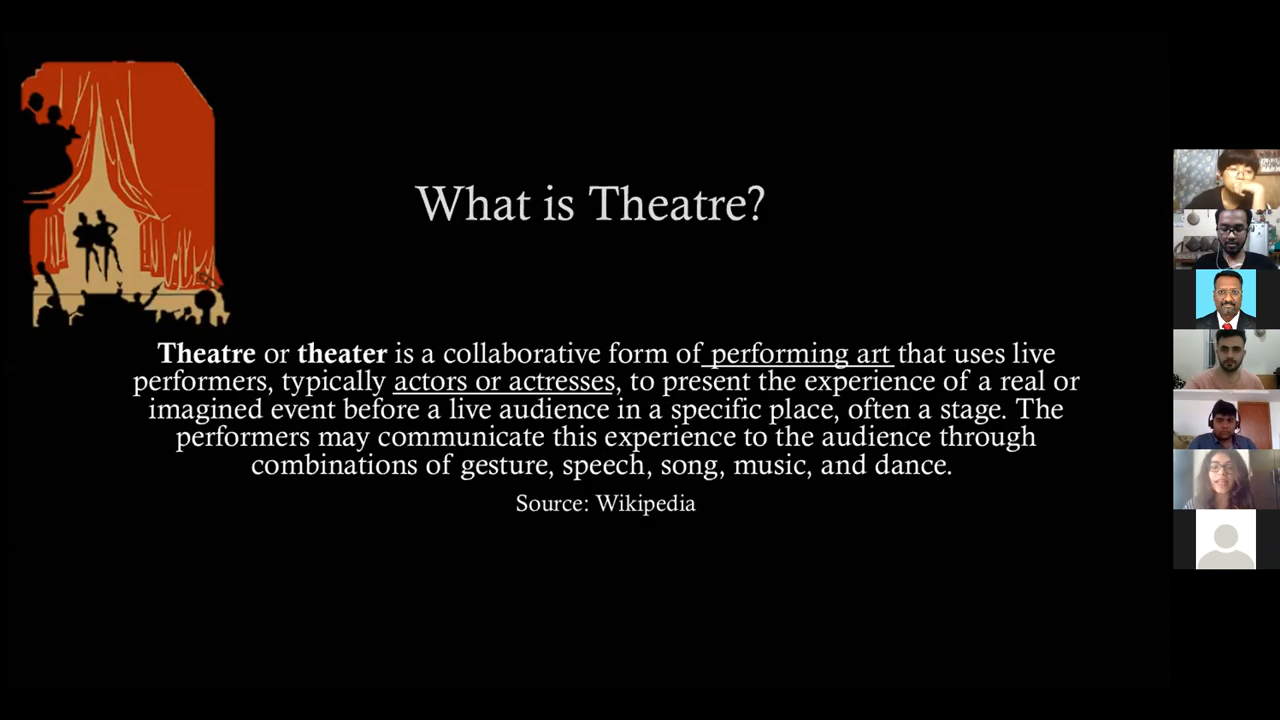 What is Theatre?
Theatre or theater is a collaborative form of performing art that uses live
performers, typically actors or actresses, to present the experience of a real or
imagined event before a live audience in a specific place, often a stage. The
performers may communicate this experience to the audience through
combinations of gesture, speech, song, music, and dance.
Source: Wikipedia